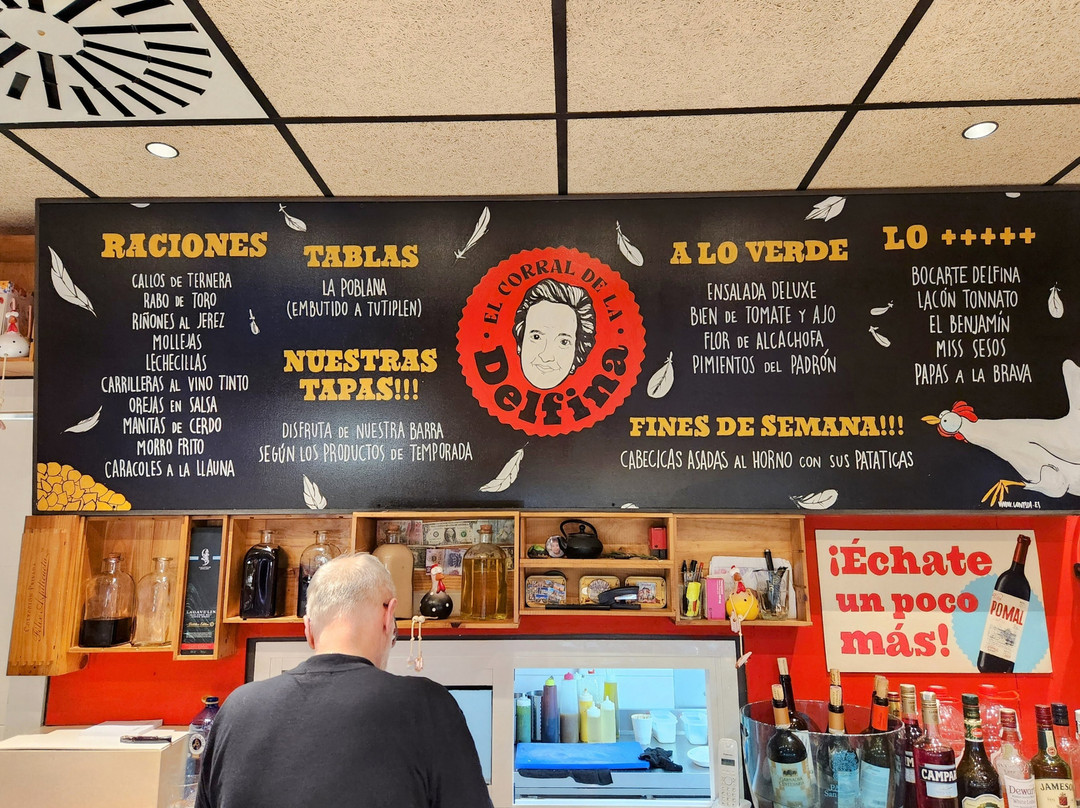 RACIONES
CALLOS DE TERNERA
RABO DE TORO
RIÑONES AL JEREZ
MOLLEJAS
LECHECILLAS
CARRILLERAS AL VINO TINTO
OREJAS EN SALSA
MANITAS DE CERDO
MORRO FRITO
CARACOLES A LA LLAUNA
TABLAS
LA POBLANA
(EMBUTIDO A TUTIPLEN)
NUESTRAS
TAPAS!!!
DISFRUTA DE NUESTRA BARRA
SEGÚN LOS PRODUCTOS DE TEMPORADA
EL CORRAL DE LA
Delfina
A LO VERDE
ENSALADA DELUXE
BIEN DE TOMATE Y AJO
FLOR DE ALCACHOFA
PIMIENTOS DEL PADRÓN
LO +++++
BOCARTE DELFINA
LACÓN TONNATO
EL BENJAMÍN
MISS SESOS
PAPAS A LA BRAVA
FINES DE SEMANA!!!
CABECICAS ASADAS AL HORNO CON SUS PATATICAS
¡Échate
un poco
más!
POMAL
CAMPARI
JAMESON